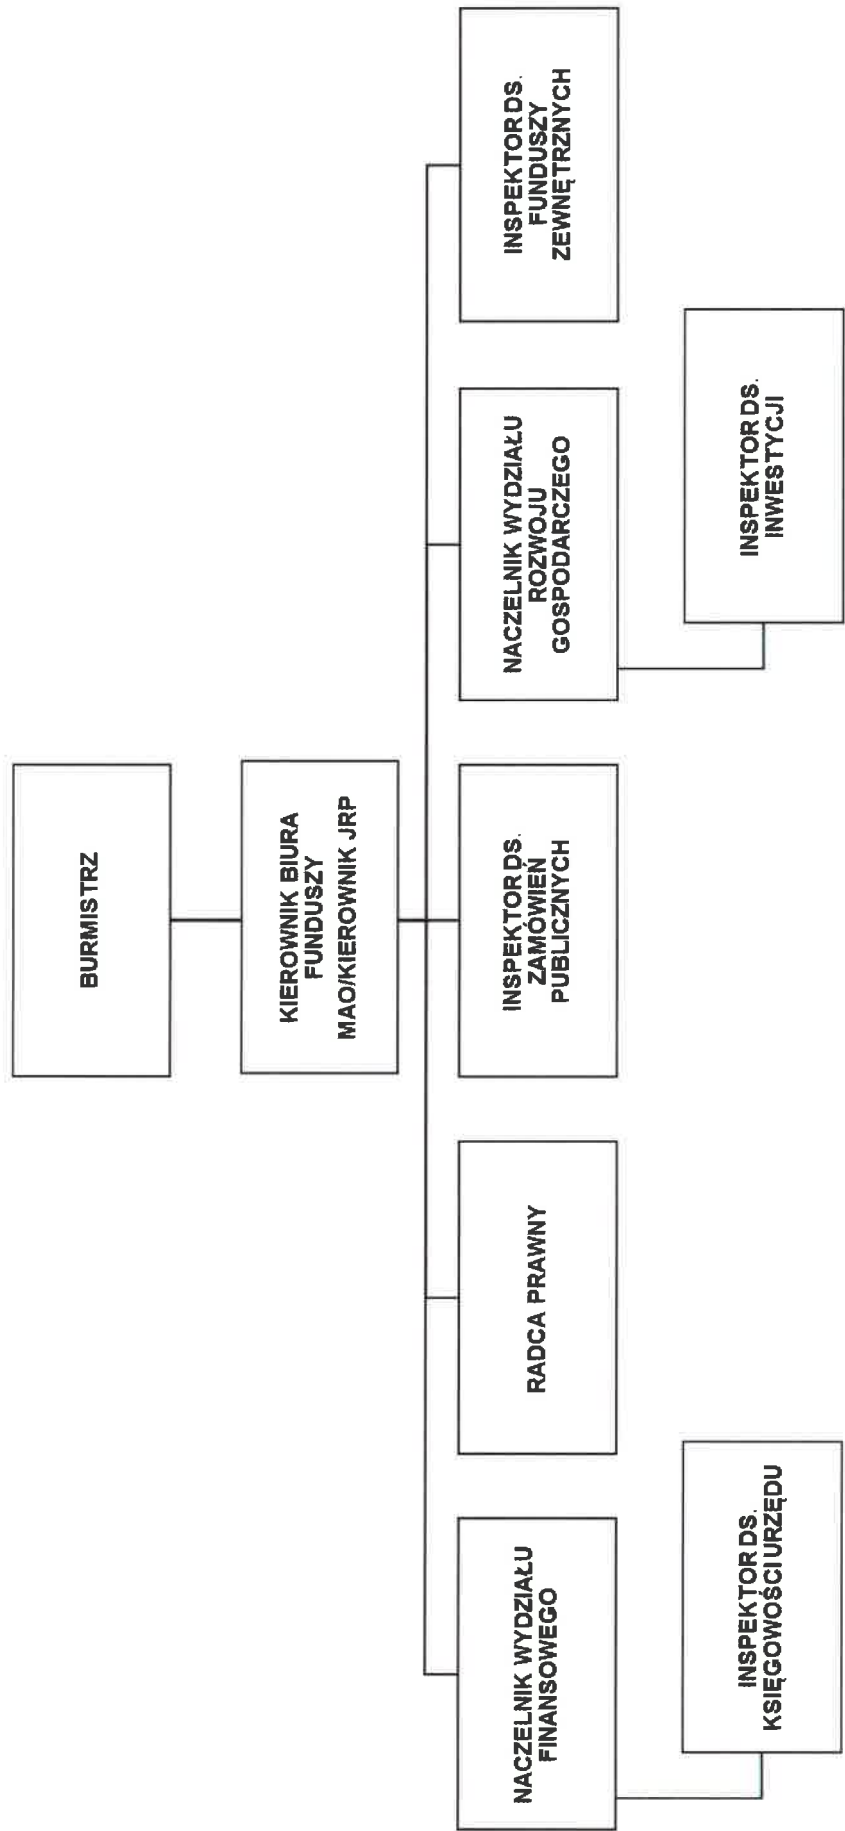 BURMISTRZ
KIEROWNIK BIURA
FUNDUSZY
MAO/KIEROWNIK JRP
NACZELNIK WYDZIAŁU
FINANSOWEGO
RADCA PRAWNY
INSPEKTOR DS.
ZAMÓWIEŃ
PUBLICZNYCH
NACZELNIK WYDZIAŁU
ROZWOJU
GOSPODARCZEGO
INSPEKTOR DS.
FUNDUSZY
ZEWNĘTRZNYCH
INSPEKTOR DS.
KSIĘGOWOŚCI URZĘDU
INSPEKTOR DS.
INWESTYCJI